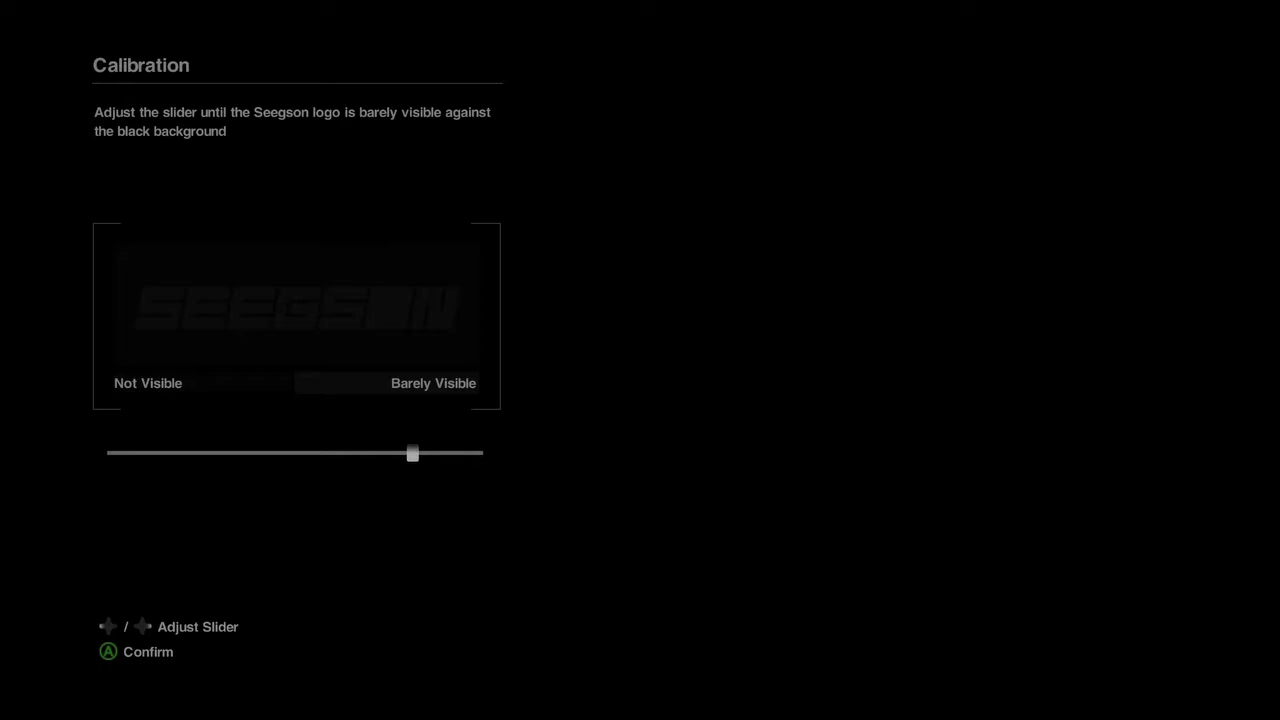 Calibration
Adjust the slider until the Seegson logo is barely visible against
the black background
SEEGSON
Not Visible
Barely Visible
/ Adjust Slider
A Confirm